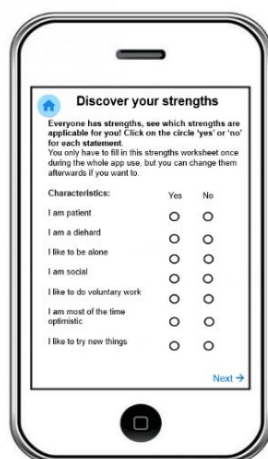 Discover your strengths
Everyone has strengths, see which strengths are
applicable for you! Click on the circle ‘yes’ or ‘no’
for each statement.
You only have to fill in this strengths worksheet once
during the whole app use, but you can change them
afterwards if you want to.
Characteristics: Yes No
I am patient
I am a diehard
I like to be alone
I am social
I like to do voluntary work
I am most of the time
optimistic
I like to try new things
Next →